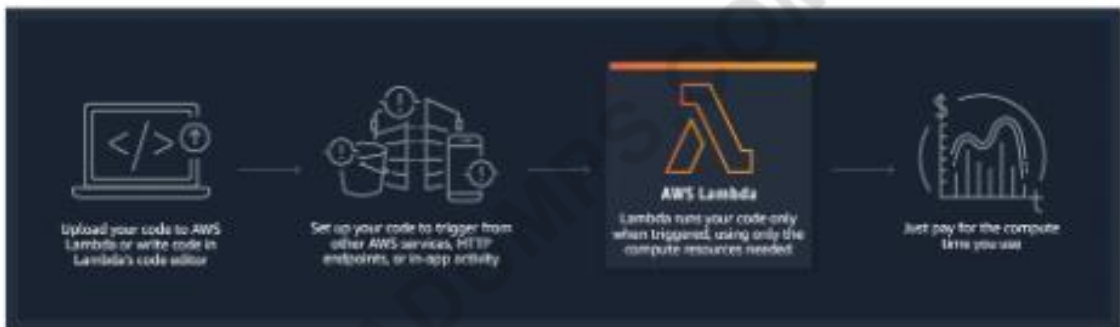 </>
Upload your code to AWS
Lambda or write code in
Lambda's code editor
Set up your code to trigger from
other AWS services, HTTP
endpoints, or in-app activity
AWS Lambda
Lambda runs your code only
when triggered, using only the
compute resources needed
$
t
Just pay for the compute
time you use